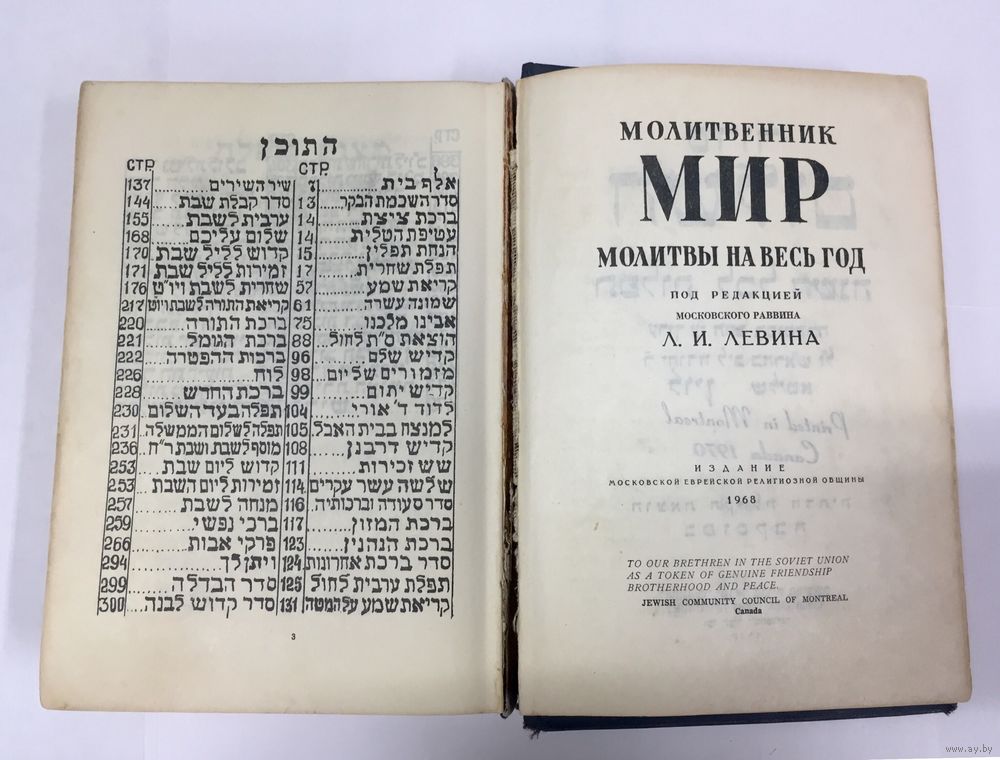 התוכן
סТР. סТР.
אלף בית 7
סדר השכמת הבקר 13
ברכת ציצת 14
עטיפת הטלית 14
הנחת תפלין 15
תפלת שחרית 17
קריאת שמע 57
שמונה עשרה 61
אבינו מלכנו 75
הוצאת ס"ת לחול 88
קדיש שלם 96
מזמורים של יום 98
קדיש יתום 99
לדוד ד' אורי 104
למנצח בבית האבל 105
קדיש דרבנן 108
שש זכירות 111
שלשה עשר עקרים 114
סדר סעודה וברכותיה 116
ברכת המזון 117
ברכת הנהנין 123
סדר ברכת אחרונות 124
תפלת ערבית לחול 125
קריאת שמע על המטה 131
שיר השירים 137
סדר קבלת שבת 144
ערבית לשבת 155
שלום עליכם 168
קדוש לליל שבת 170
זמירות לליל שבת 171
שחרית לשבת ויו"ט 176
קריאת התורה לשבת ויוט 217
ברכת התורה 220
ברכת הגומל 221
ברכות ההפטרה 222
לוח 226
ברכת החדש 228
תפלה בעד השלום 230
תפלה לשלום הממשלה 231
מוסף לשבת ושבת ר"ח 236
קדוש ליום שבת 253
זמירות ליום השבת 253
מנחה לשבת 257
ברכי נפשי 259
פרקי אבות 266
ויתן לך 294
סדר הבדלה 299
סדר קדוש לבנה 300
3
МОЛИТВЕННИК
МИР
МОЛИТВЫ НА ВЕСЬ ГОД
ПОД РЕДАКЦИЕЙ
МОСКОВСКОГО РАВВИНА
Л. И. ЛЕВИНА
Printed in Montreal
Canada 1970
ИЗДАНИЕ
МОСКОВСКОЙ ЕВРЕЙСКОЙ РЕЛИГИОЗНОЙ ОБЩИНЫ
1968
TO OUR BRETHREN IN THE SOVIET UNION
AS A TOKEN OF GENUINE FRIENDSHIP
BROTHERHOOD AND PEACE.
JEWISH COMMUNITY COUNCIL OF MONTREAL
Canada
www.ay.by